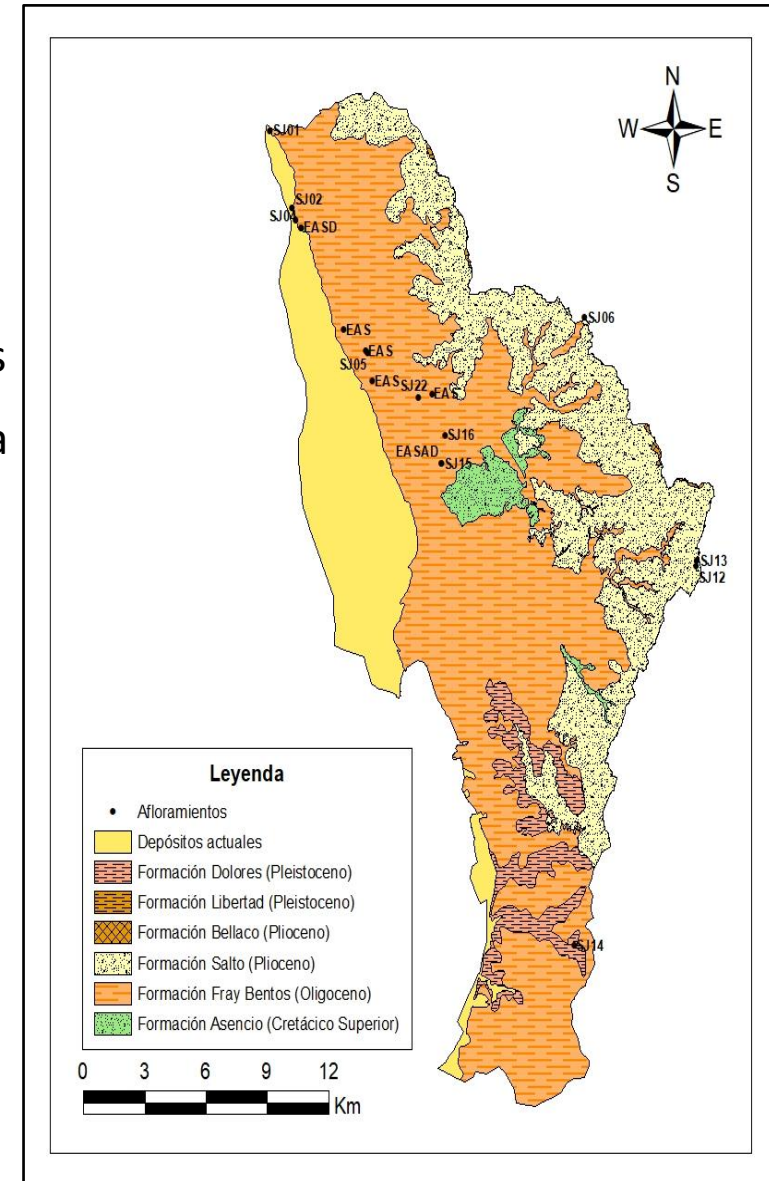 s
a
N
W E
S
SJ01
SJ02
SJ04
EASD
EAS
EAS
SJ05
EAS
SJ22
EAS
SJ06
SJ16
EASAD
SJ15
SJ13
SJ12
SJ14
Leyenda
Afloramientos
Depósitos actuales
Formación Dolores (Pleistoceno)
Formación Libertad (Pleistoceno)
Formación Bellaco (Plioceno)
Formación Salto (Plioceno)
Formación Fray Bentos (Oligoceno)
Formación Asencio (Cretácico Superior)
0 3 6 9 12
Km